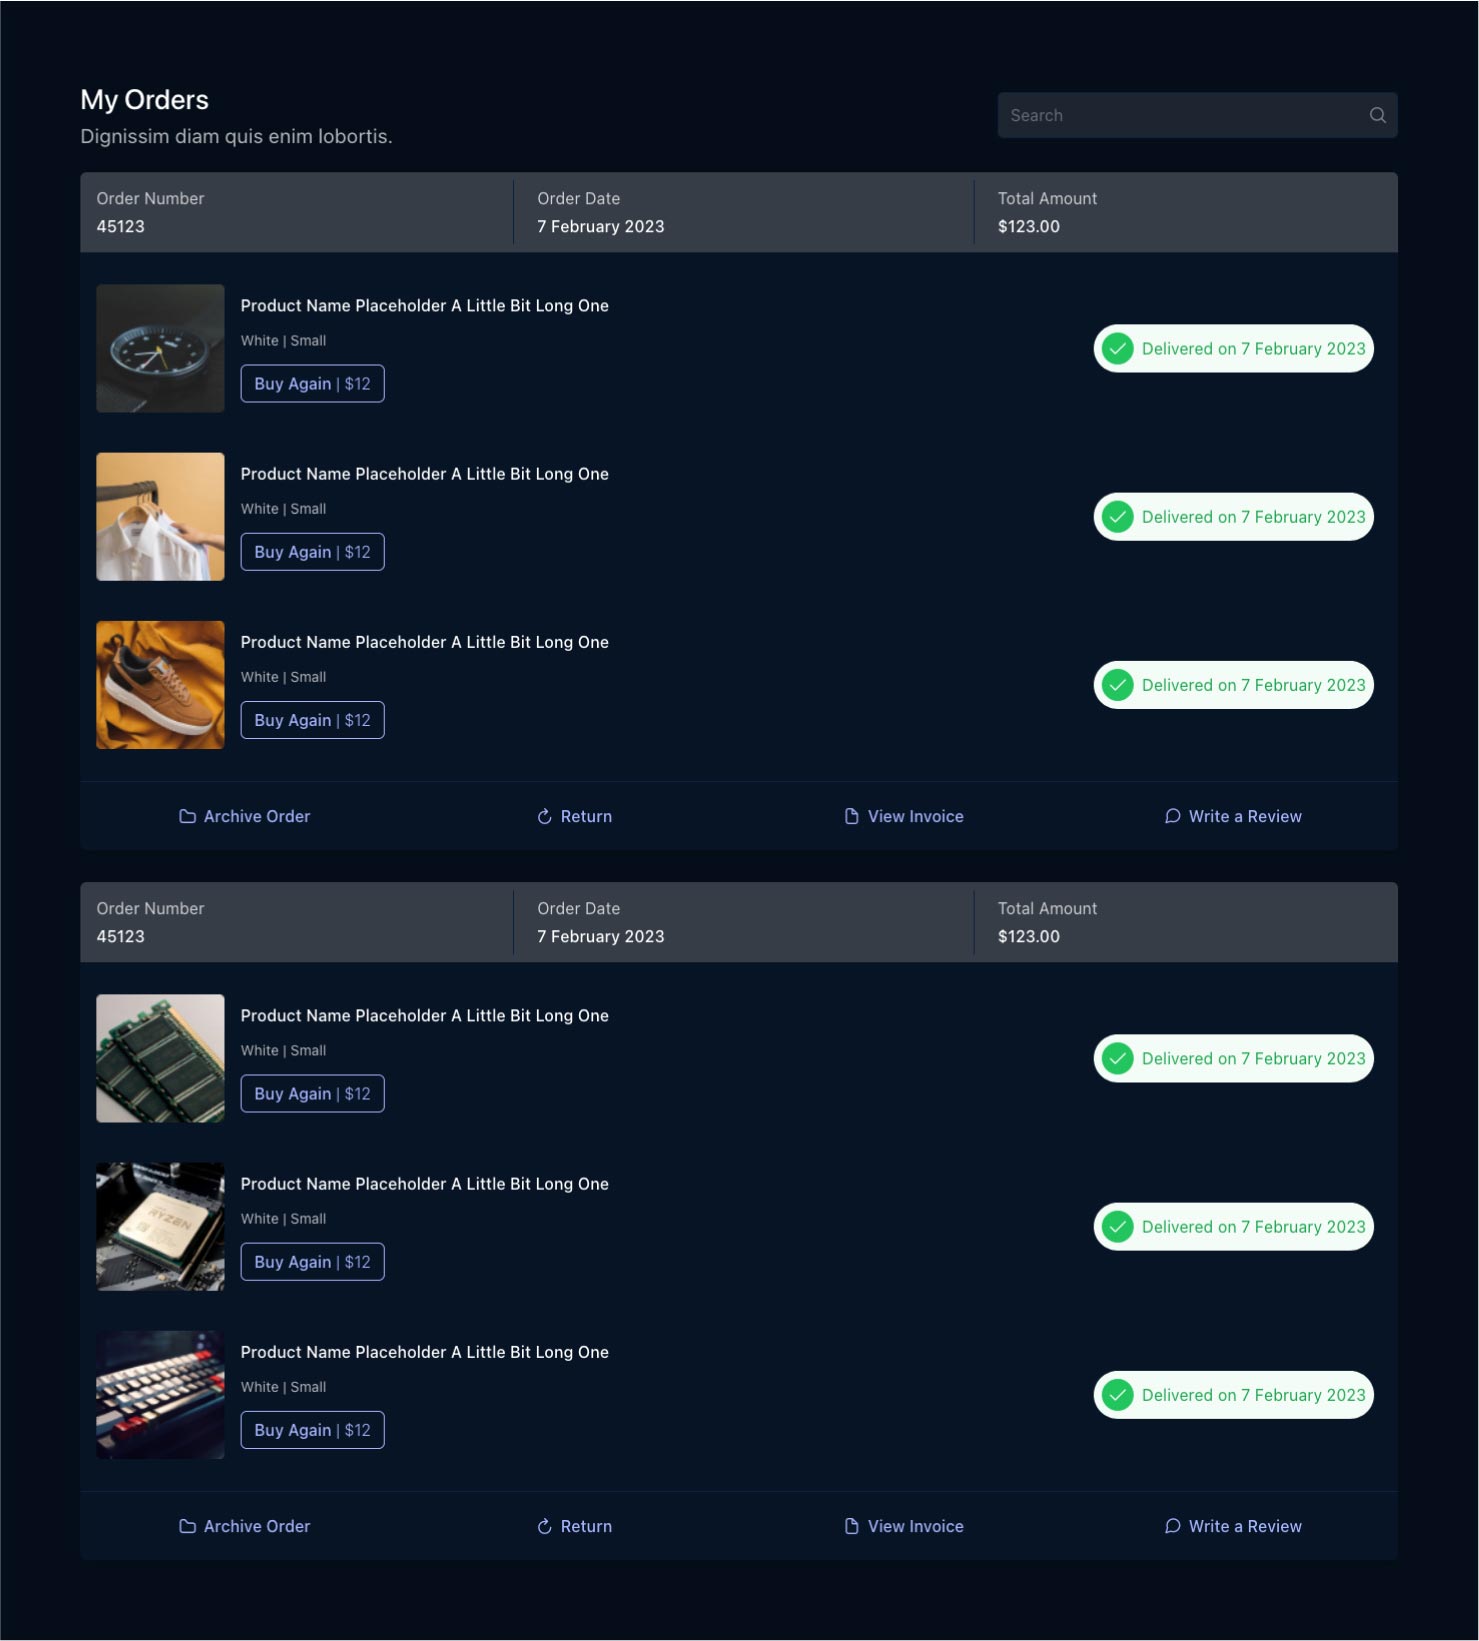 My Orders
Dignissim diam quis enim lobortis.
Search
Order Number
45123
Order Date
7 February 2023
Total Amount
$123.00
Product Name Placeholder A Little Bit Long One
White | Small
Buy Again | $12
Delivered on 7 February 2023
Product Name Placeholder A Little Bit Long One
White | Small
Buy Again | $12
Delivered on 7 February 2023
Product Name Placeholder A Little Bit Long One
White | Small
Buy Again | $12
Delivered on 7 February 2023
Archive Order
Return
View Invoice
Write a Review
Order Number
45123
Order Date
7 February 2023
Total Amount
$123.00
Product Name Placeholder A Little Bit Long One
White | Small
Buy Again | $12
Delivered on 7 February 2023
RYZEN
Product Name Placeholder A Little Bit Long One
White | Small
Buy Again | $12
Delivered on 7 February 2023
Product Name Placeholder A Little Bit Long One
White | Small
Buy Again | $12
Delivered on 7 February 2023
Archive Order
Return
View Invoice
Write a Review